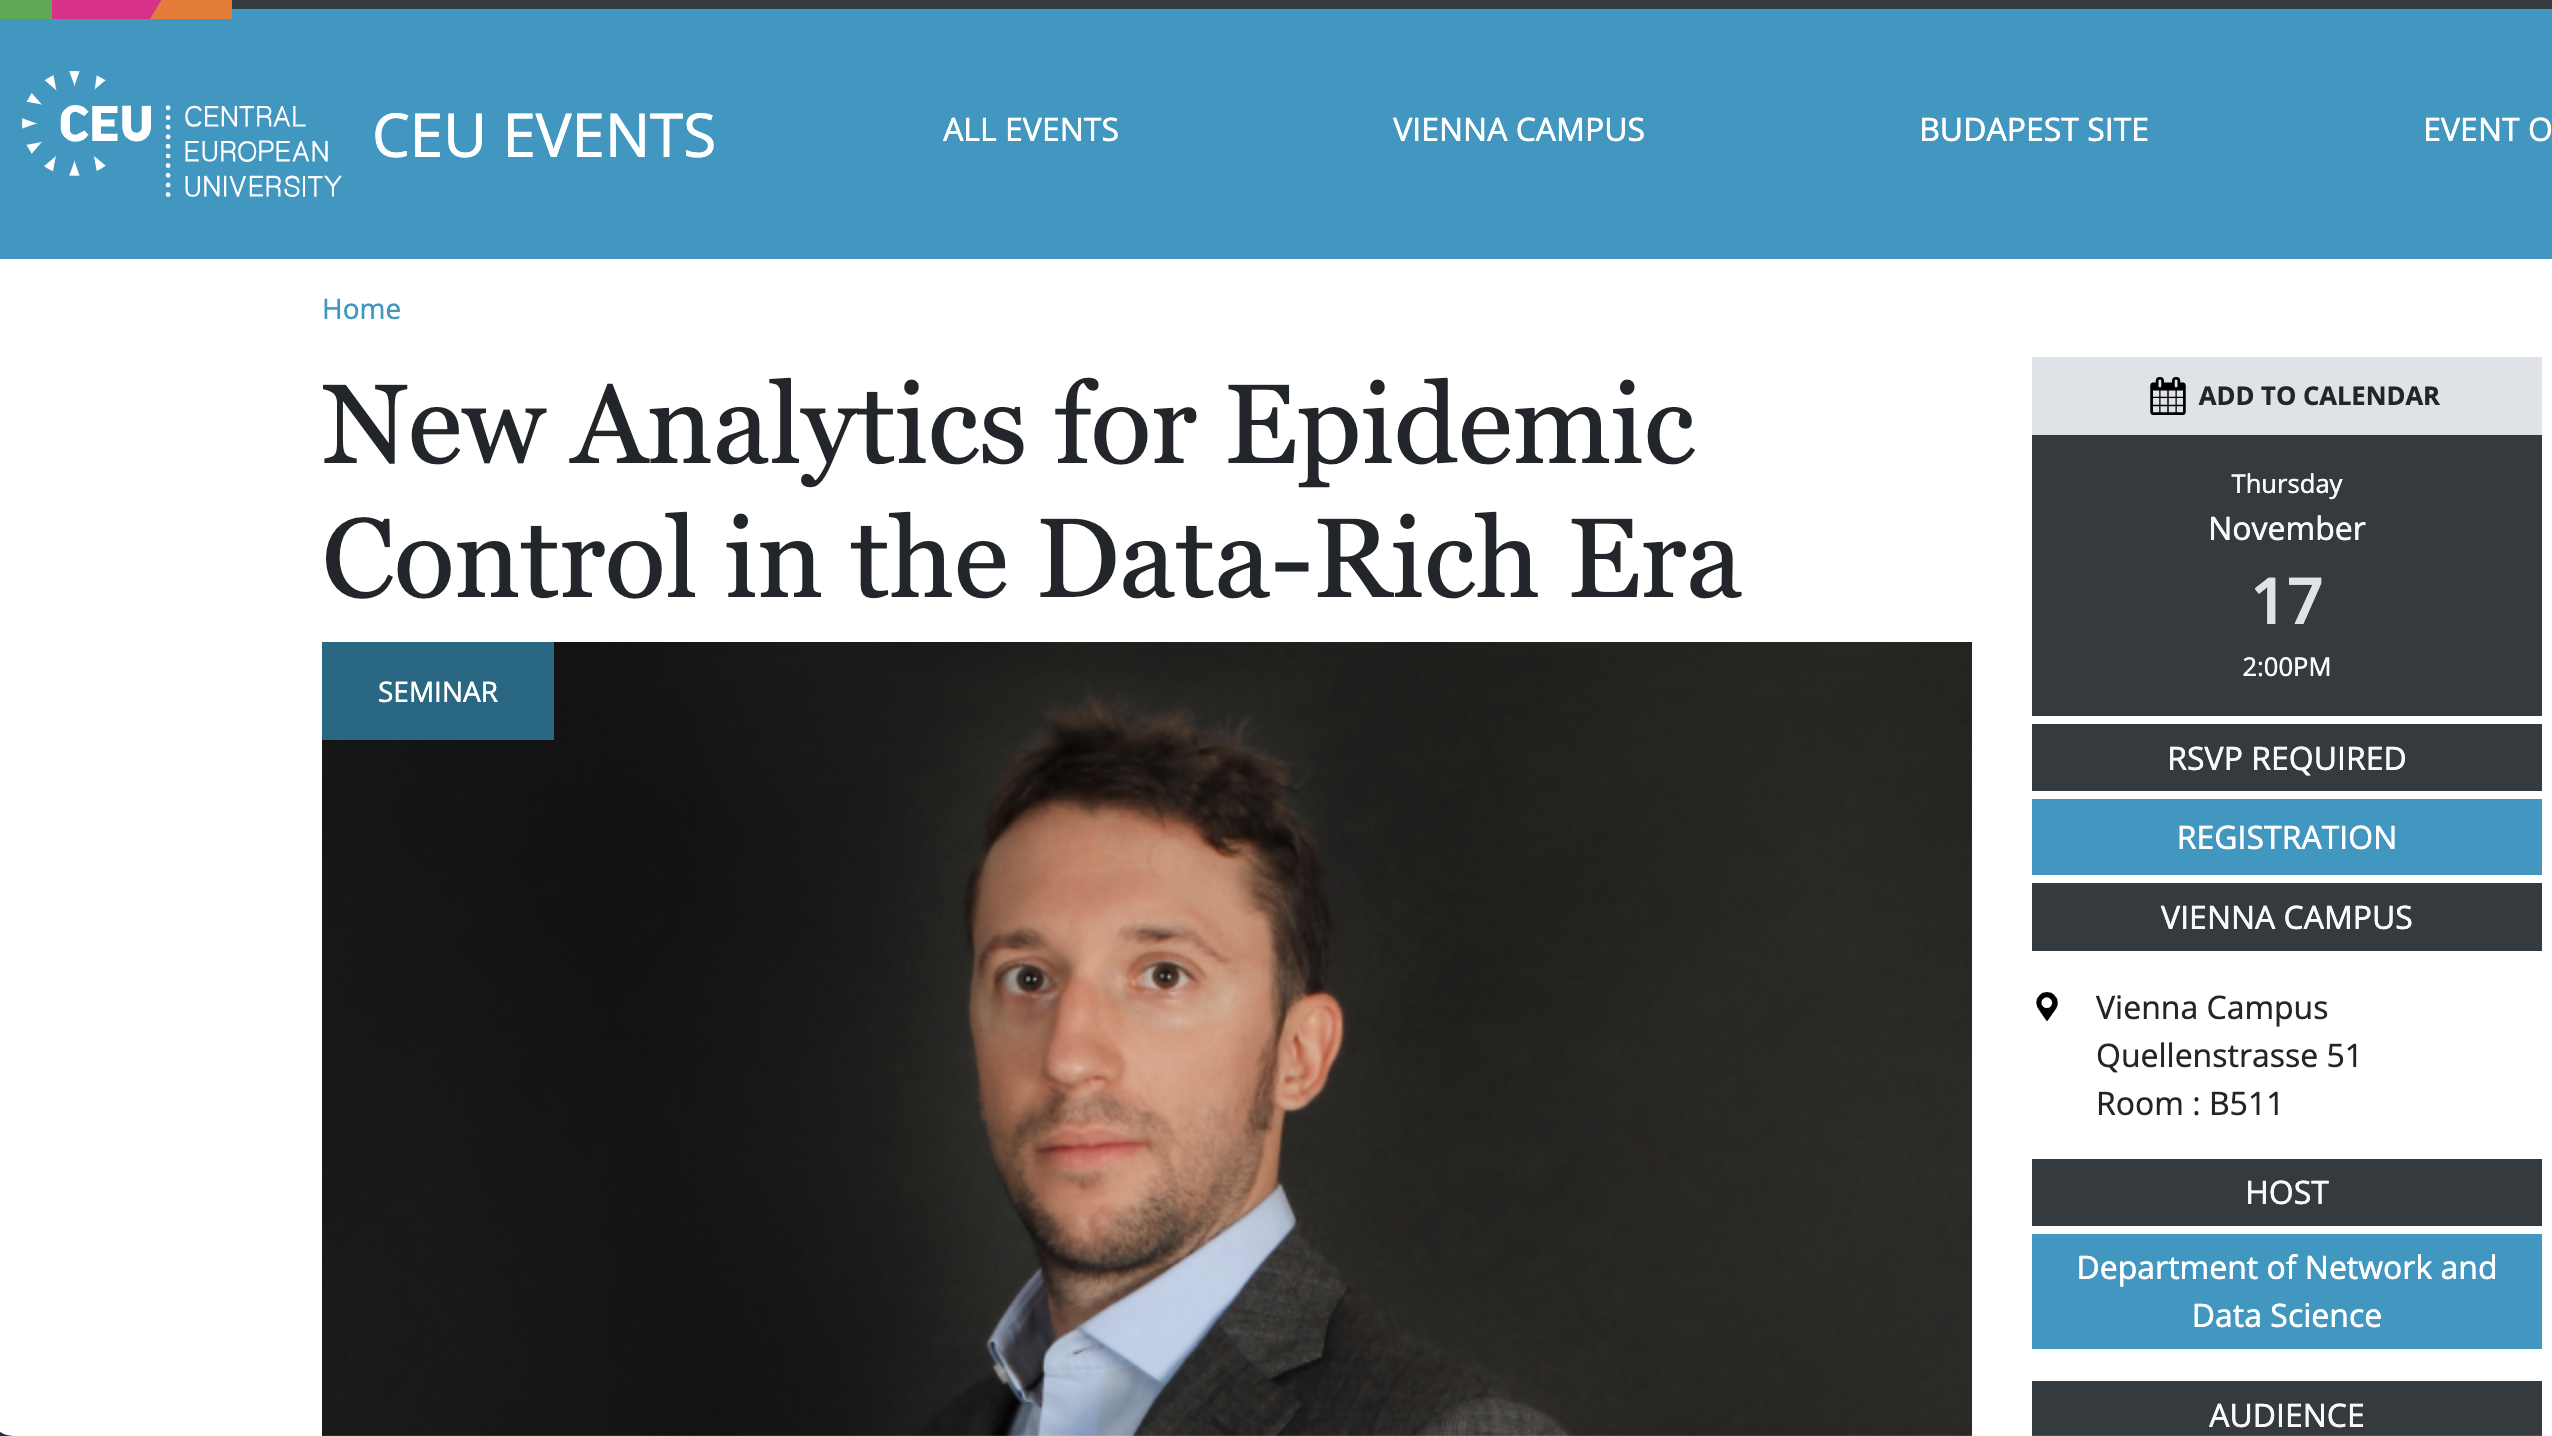 CEU
CENTRAL
EUROPEAN
UNIVERSITY
CEU EVENTS
ALL EVENTS
VIENNA CAMPUS
BUDAPEST SITE
EVENT O
Home
New Analytics for Epidemic
Control in the Data-Rich Era
SEMINAR
ADD TO CALENDAR
Thursday
November
17
2:00PM
RSVP REQUIRED
REGISTRATION
VIENNA CAMPUS
Vienna Campus
Quellenstrasse 51
Room : B511
HOST
Department of Network and
Data Science
AUDIENCE